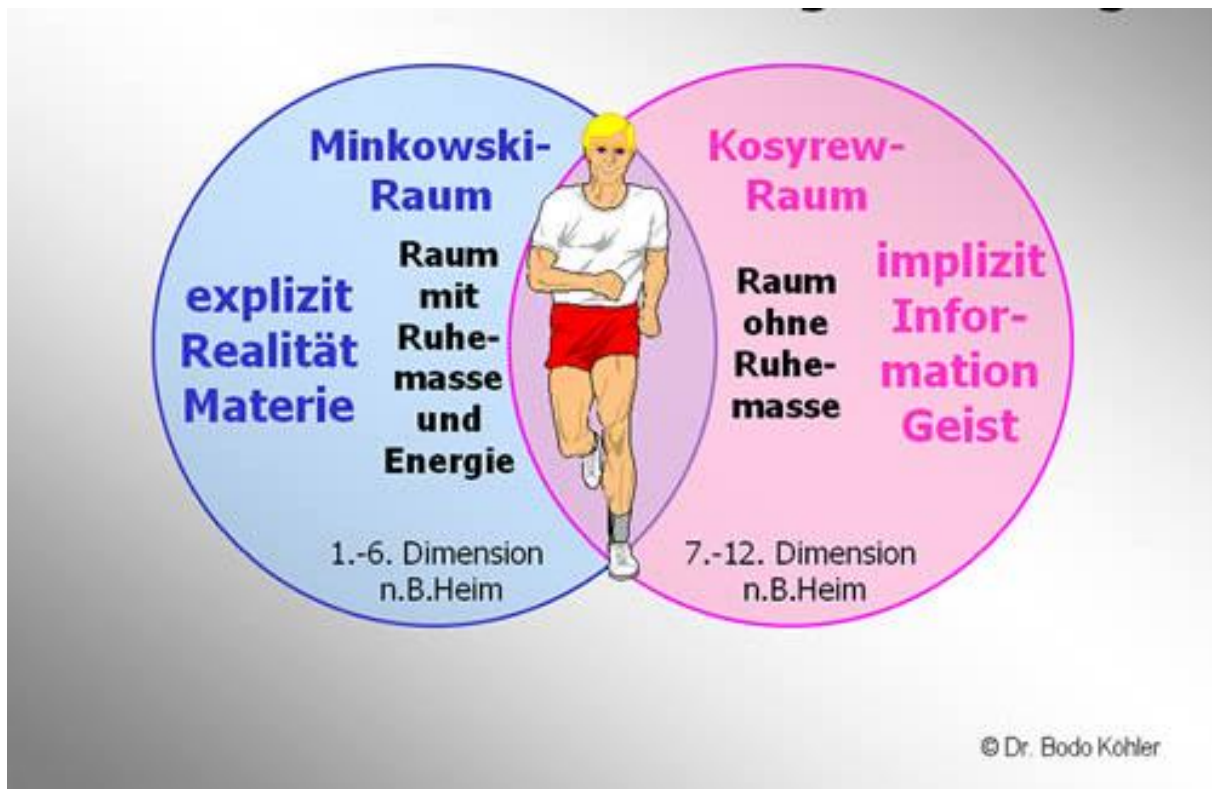 Minkowski-
Raum
explizit
Realität
Materie
Raum
mit
Ruhe-
masse
und
Energie
1.-6. Dimension
n.B.Heim
Kosyrew-
Raum
Raum
ohne
Ruhe-
masse
implizit
Infor-
mation
Geist
7.-12. Dimension
n.B.Heim
© Dr. Bodo Köhler